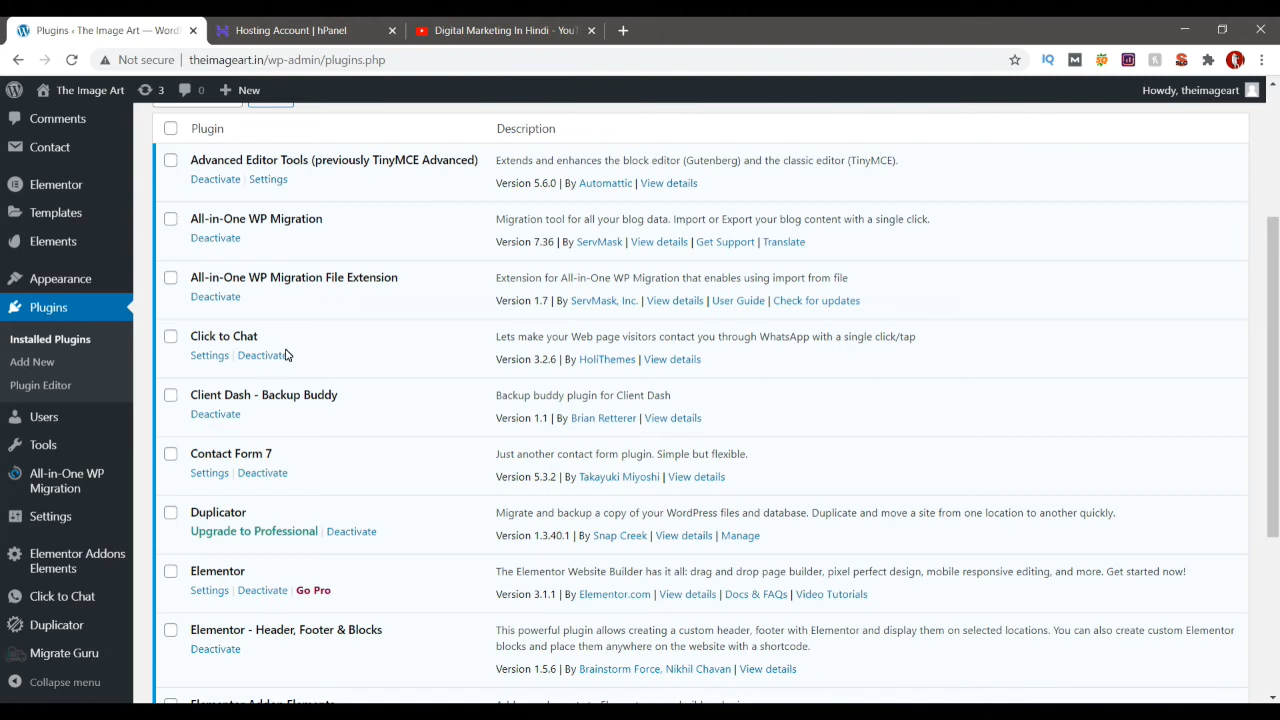 Plugins ‹ The Image Art — Word
Hosting Account | hPanel
Digital Marketing In Hindi - YouT
Not secure
theimageart.in/wp-admin/plugins.php
The Image Art
3
0
New
Howdy, theimageart
Comments
Contact
Elementor
Templates
Elements
Appearance
Plugins
Installed Plugins
Add New
Plugin Editor
Users
Tools
All-in-One WP
Migration
Settings
Elementor Addons
Elements
Click to Chat
Duplicator
Migrate Guru
Collapse menu
Plugin
Description
Advanced Editor Tools (previously TinyMCE Advanced)
Deactivate | Settings
Extends and enhances the block editor (Gutenberg) and the classic editor (TinyMCE).
Version 5.6.0 | By Automattic | View details
All-in-One WP Migration
Deactivate
Migration tool for all your blog data. Import or Export your blog content with a single click.
Version 7.36 | By ServMask | View details | Get Support | Translate
All-in-One WP Migration File Extension
Deactivate
Extension for All-in-One WP Migration that enables using import from file
Version 1.7 | By ServMask, Inc. | View details | User Guide | Check for updates
Click to Chat
Settings | Deactivate
Lets make your Web page visitors contact you through WhatsApp with a single click/tap
Version 3.2.6 | By HoliThemes | View details
Client Dash - Backup Buddy
Deactivate
Backup buddy plugin for Client Dash
Version 1.1 | By Brian Retterer | View details
Contact Form 7
Settings | Deactivate
Just another contact form plugin. Simple but flexible.
Version 5.3.2 | By Takayuki Miyoshi | View details
Duplicator
Upgrade to Professional | Deactivate
Migrate and backup a copy of your WordPress files and database. Duplicate and move a site from one location to another quickly.
Version 1.3.40.1 | By Snap Creek | View details | Manage
Elementor
Settings | Deactivate | Go Pro
The Elementor Website Builder has it all: drag and drop page builder, pixel perfect design, mobile responsive editing, and more. Get started now!
Version 3.1.1 | By Elementor.com | View details | Docs & FAQs | Video Tutorials
Elementor - Header, Footer & Blocks
Deactivate
This powerful plugin allows creating a custom header, footer with Elementor and display them on selected locations. You can also create custom Elementor
blocks and place them anywhere on the website with a shortcode.
Version 1.5.6 | By Brainstorm Force, Nikhil Chavan | View details
Elementor Addon Elements